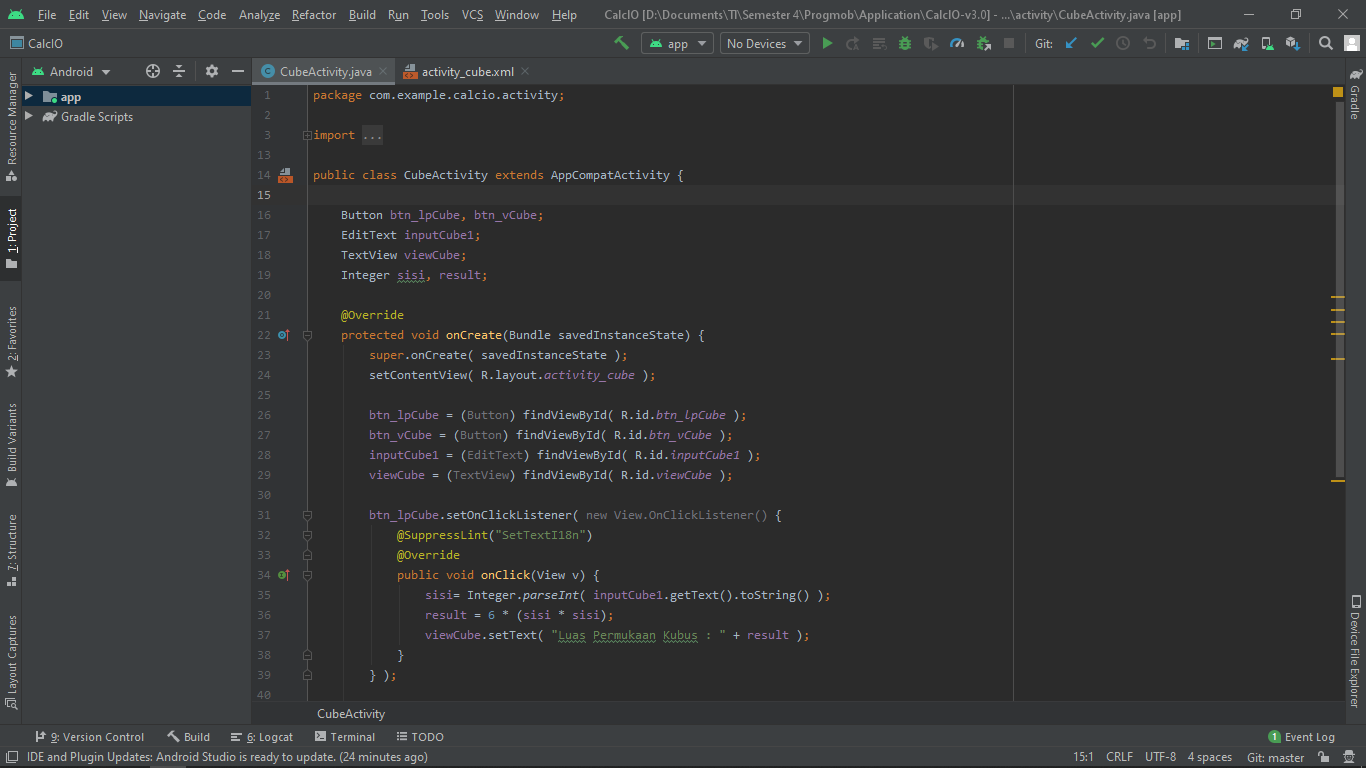 File Edit View Navigate Code Analyze Refactor Build Run Tools VCS Window Help CalcIO [D:\Documents\TI\Semester 4\Progmob\Application\CalcIO-v3.0] - ...\activity\CubeActivity.java [app]
CalcIO app No Devices Git:
Android CubeActivity.java activity_cube.xml
app
Gradle Scripts
Resource Manager
1: Project
2: Favorites
Build Variants
7: Structure
Layout Captures
1 package com.example.calcio.activity;
2
3 import ...
13
14 public class CubeActivity extends AppCompatActivity {
15
16 Button btn_lpCube, btn_vCube;
17 EditText inputCube1;
18 TextView viewCube;
19 Integer sisi, result;
20
21 @Override
22 protected void onCreate(Bundle savedInstanceState) {
23 super.onCreate( savedInstanceState );
24 setContentView( R.layout.activity_cube );
25
26 btn_lpCube = (Button) findViewById( R.id.btn_lpCube );
27 btn_vCube = (Button) findViewById( R.id.btn_vCube );
28 inputCube1 = (EditText) findViewById( R.id.inputCube1 );
29 viewCube = (TextView) findViewById( R.id.viewCube );
30
31 btn_lpCube.setOnClickListener( new View.OnClickListener() {
32 @SuppressLint("SetTextI18n")
33 @Override
34 public void onClick(View v) {
35 sisi= Integer.parseInt( inputCube1.getText().toString() );
36 result = 6 * (sisi * sisi);
37 viewCube.setText( "Luas Permukaan Kubus : " + result );
38 }
39 } );
40
Gradle
Device File Explorer
CubeActivity
9: Version Control Build 6: Logcat Terminal TODO 1 Event Log
IDE and Plugin Updates: Android Studio is ready to update. (24 minutes ago) 15:1 CRLF UTF-8 4 spaces Git: master